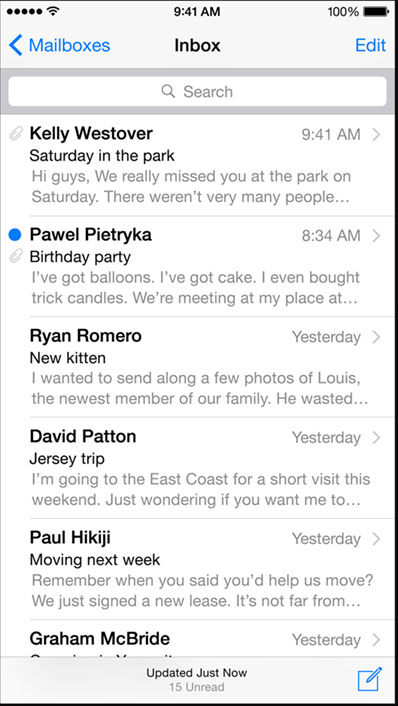 9:41 AM 100%
Mailboxes Inbox Edit
Search
Kelly Westover 9:41 AM
Saturday in the park
Hi guys, We really missed you at the park on
Saturday. There weren’t very many people…
Pawel Pietryka 8:34 AM
Birthday party
I’ve got balloons. I’ve got cake. I even bought
trick candles. We’re meeting at my place at…
Ryan Romero Yesterday
New kitten
I wanted to send along a few photos of Louis,
the newest member of our family. He wasted…
David Patton Yesterday
Jersey trip
I’m going to the East Coast for a short visit this
weekend. Just wondering if you want me to…
Paul Hikiji Yesterday
Moving next week
Remember when you said you’d help us move?
We just signed a new lease. It’s not far from…
Graham McBride Yesterday
Updated Just Now
15 Unread